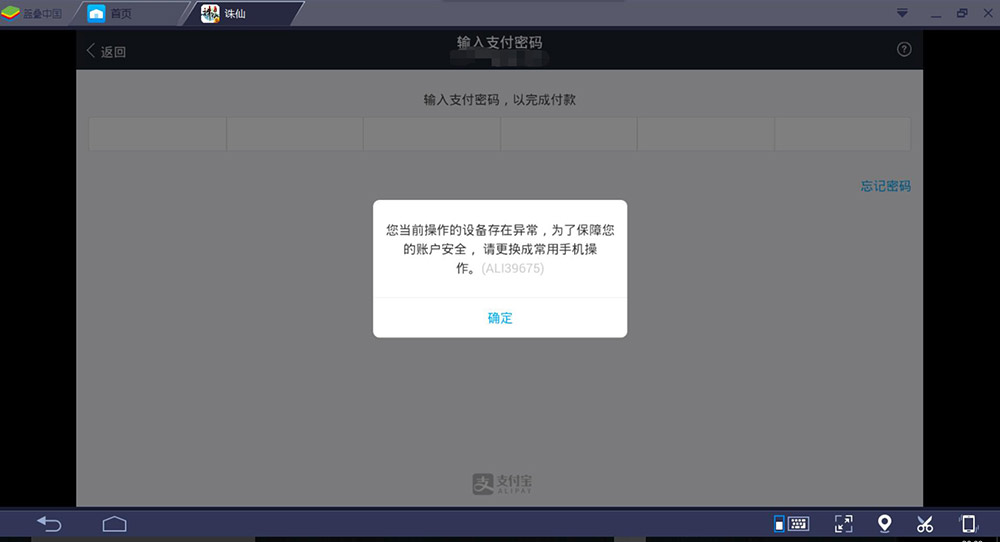 蓝叠中国
首页
诛仙
返回
输入支付密码
输入支付密码，以完成付款
忘记密码
您当前操作的设备存在异常，为了保障您
的账户安全，请更换成常用手机操
作。(ALI39675)
确定
支付宝
ALIPAY